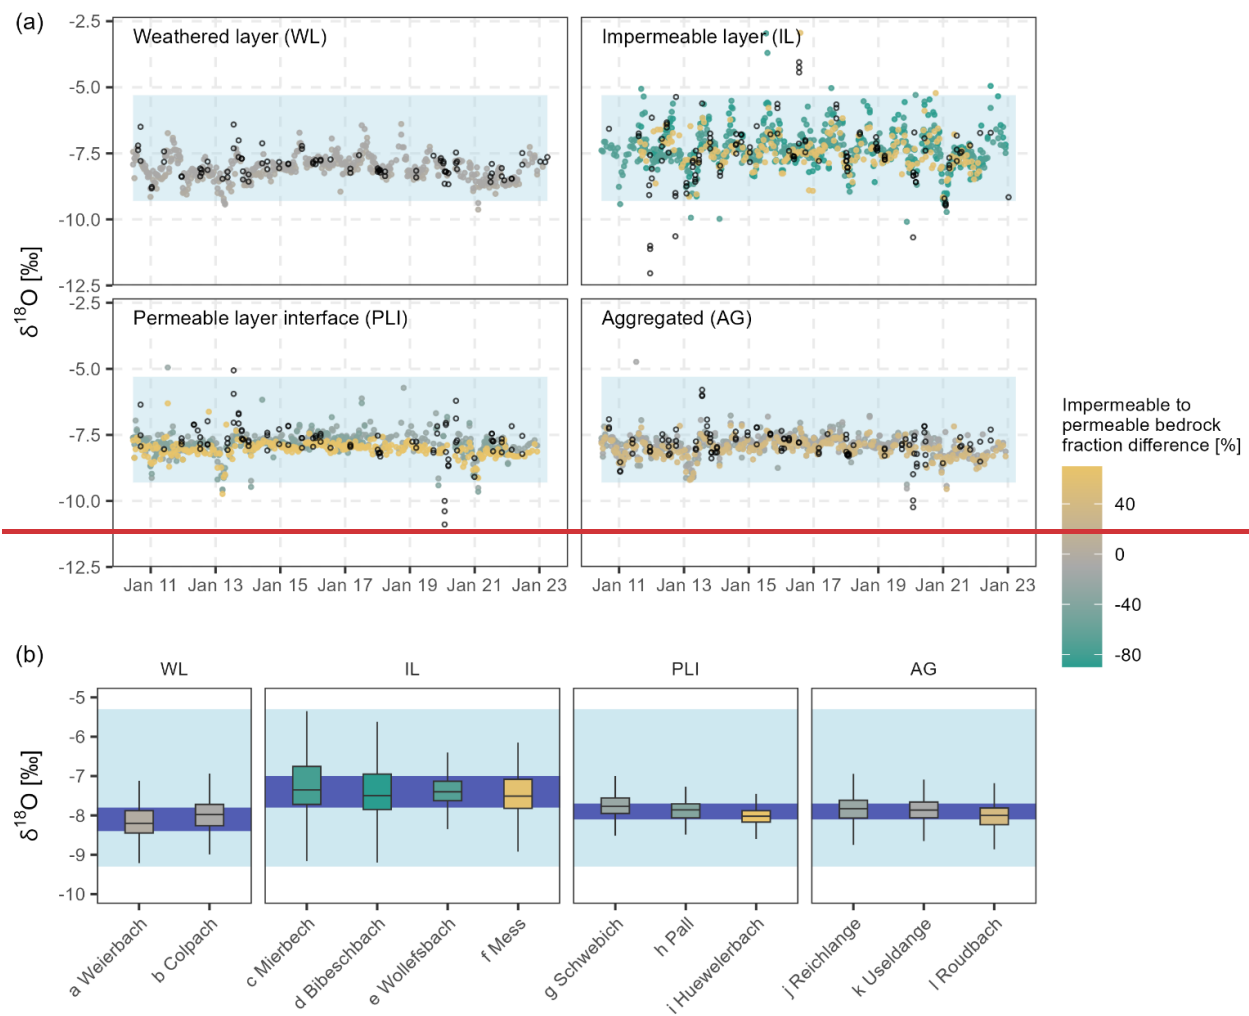 (a)
-2.5
Weathered layer (WL)
Impermeable layer (IL)
-5.0
-7.5
-10.0
-12.5
δ18O [‰]
-2.5
Permeable layer interface (PLI)
Aggregated (AG)
-5.0
-7.5
-10.0
-12.5
Jan 11 Jan 13 Jan 15 Jan 17 Jan 19 Jan 21 Jan 23
Jan 11 Jan 13 Jan 15 Jan 17 Jan 19 Jan 21 Jan 23
Impermeable to
permeable bedrock
fraction difference [%]
40
0
-40
-80
(b)
WL IL PLI AG
-5
-6
-7
-8
-9
-10
δ18O [‰]
a Weierbach
b Colpach
c Mierbech
d Bibeschbach
e Wollefsbach
f Mess
g Schwebich
h Pall
i Huewelerbach
j Reichlange
k Useldange
l Roudbach